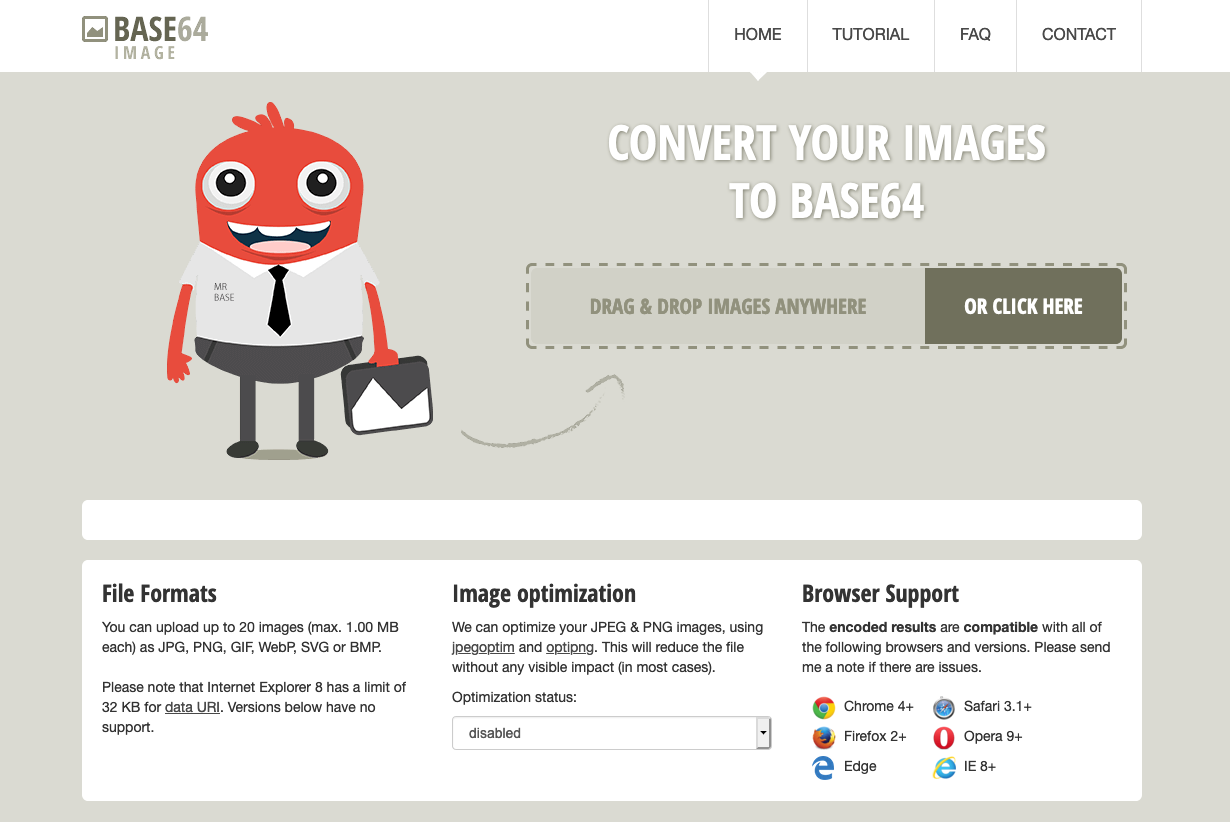 BASE64
IMAGE
HOME
TUTORIAL
FAQ
CONTACT
CONVERT YOUR IMAGES
TO BASE64
MR
BASE
DRAG & DROP IMAGES ANYWHERE
OR CLICK HERE
File Formats
You can upload up to 20 images (max. 1.00 MB
each) as JPG, PNG, GIF, WebP, SVG or BMP.
Please note that Internet Explorer 8 has a limit of
32 KB for data URI. Versions below have no
support.
Image optimization
We can optimize your JPEG & PNG images, using
jpegoptim and optipng. This will reduce the file
without any visible impact (in most cases).
Optimization status:
disabled
Browser Support
The encoded results are compatible with all of
the following browsers and versions. Please send
me a note if there are issues.
Chrome 4+
Safari 3.1+
Firefox 2+
Opera 9+
Edge
IE 8+